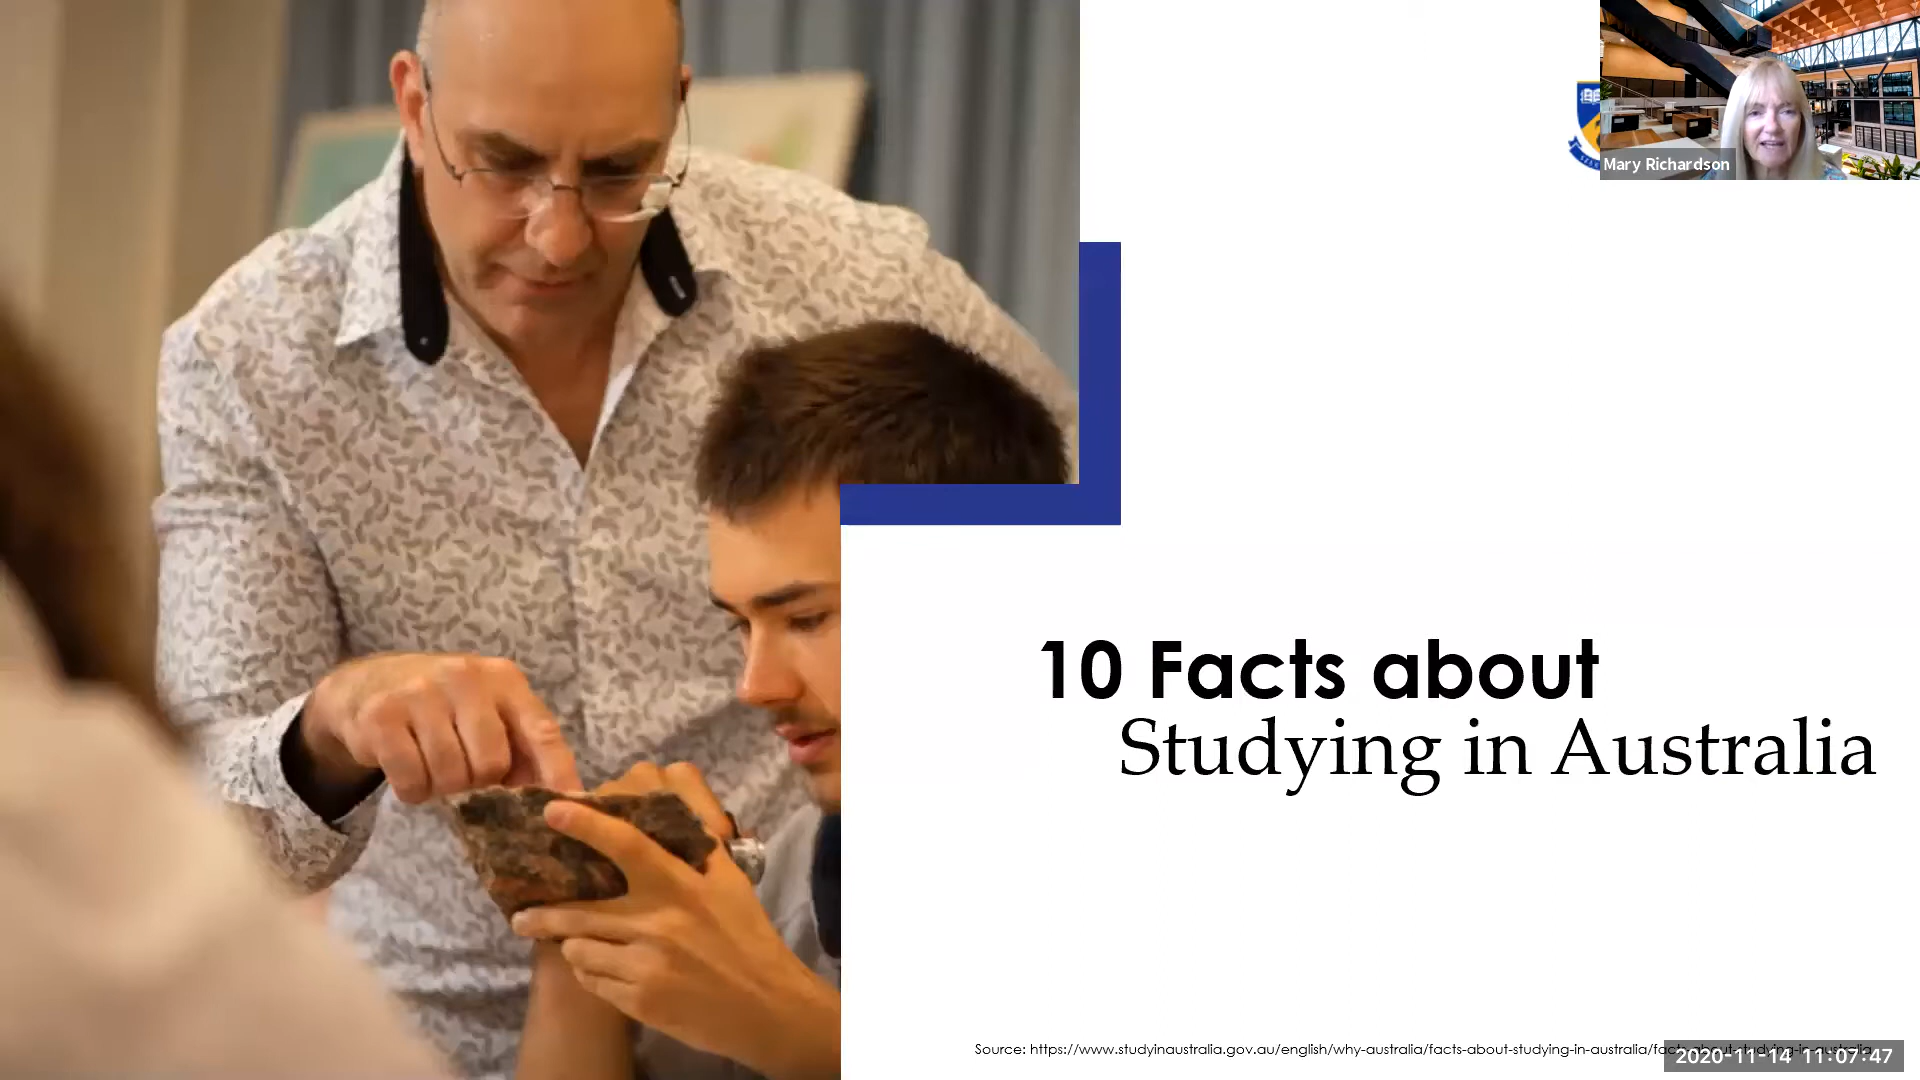 Mary Richardson
10 Facts about
Studying in Australia
Source: https://www.studyinaustralia.gov.au/english/why-australia/facts-about-studying-in-australia/facts-about-studying-in-australia
2020-11-14 11:07:47